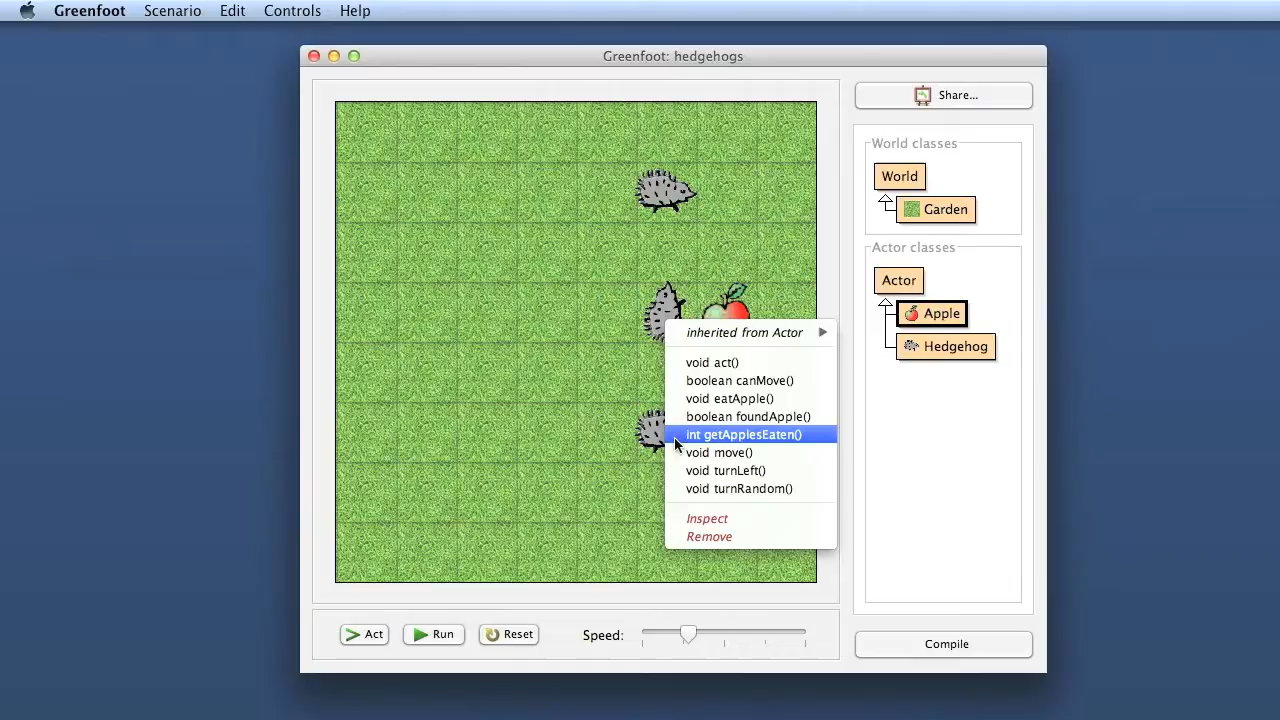 Greenfoot Scenario Edit Controls Help
Greenfoot: hedgehogs
Share...
World classes
World
Garden
Actor classes
Actor
Apple
Hedgehog
inherited from Actor
void act()
boolean canMove()
void eatApple()
boolean foundApple()
int getApplesEaten()
void move()
void turnLeft()
void turnRandom()
Inspect
Remove
Act Run Reset Speed:
Compile